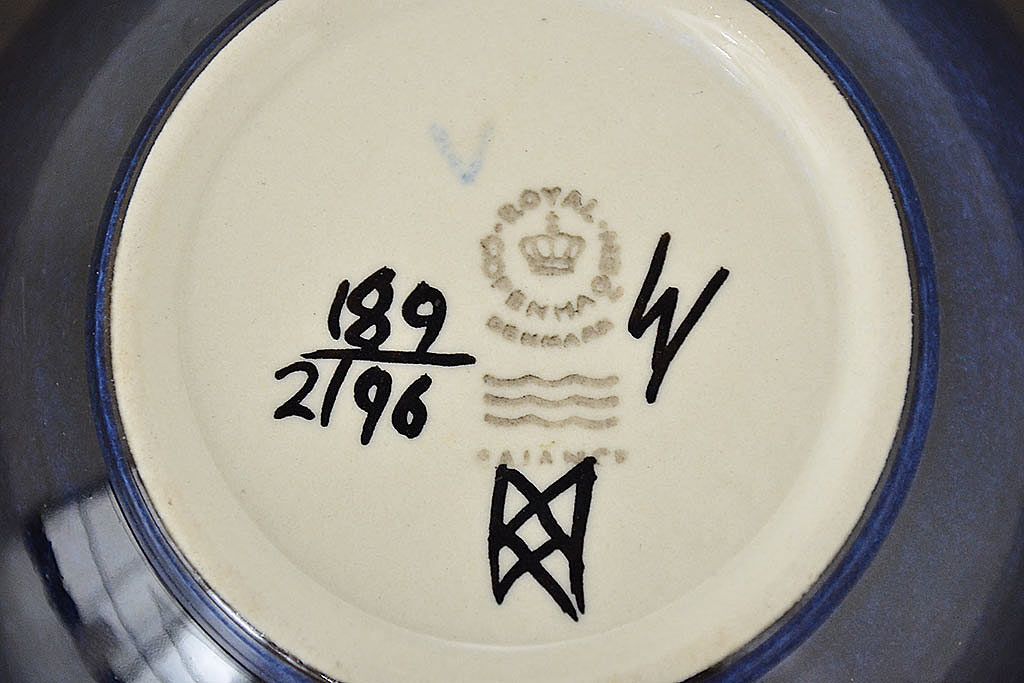 V
ROYAL COPENHAGEN
DENMARK
189
2196
W
FAIANCE